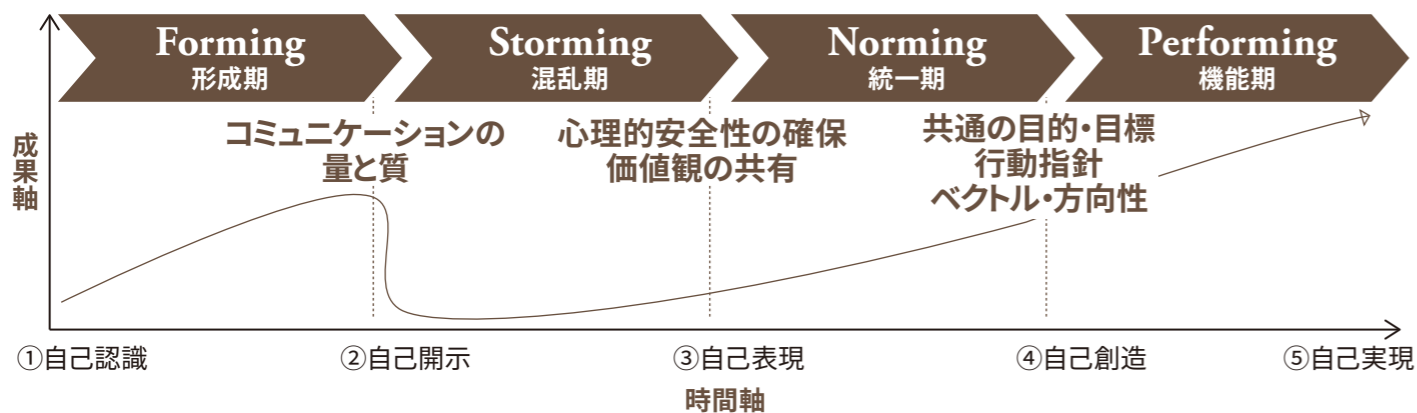 Forming
形成期
Storming
混乱期
Norming
統一期
Performing
機能期
コミュニケーションの
量と質
心理的安全性の確保
価値観の共有
共通の目的・目標
行動指針
ベクトル・方向性
成果軸
①自己認識
②自己開示
③自己表現
④自己創造
⑤自己実現
時間軸